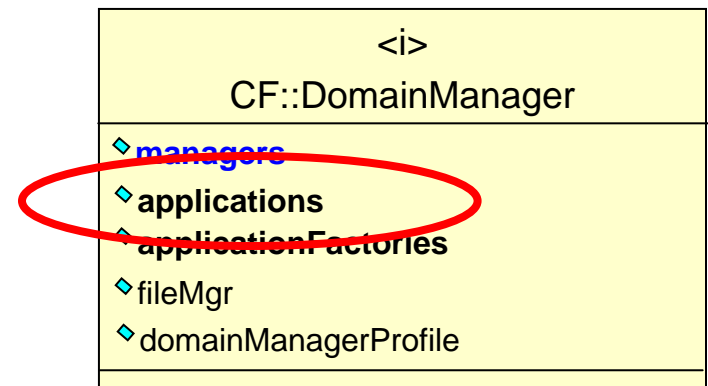 <i>
CF::DomainManager
managers
applications
applicationFactories
fileMgr
domainManagerProfile